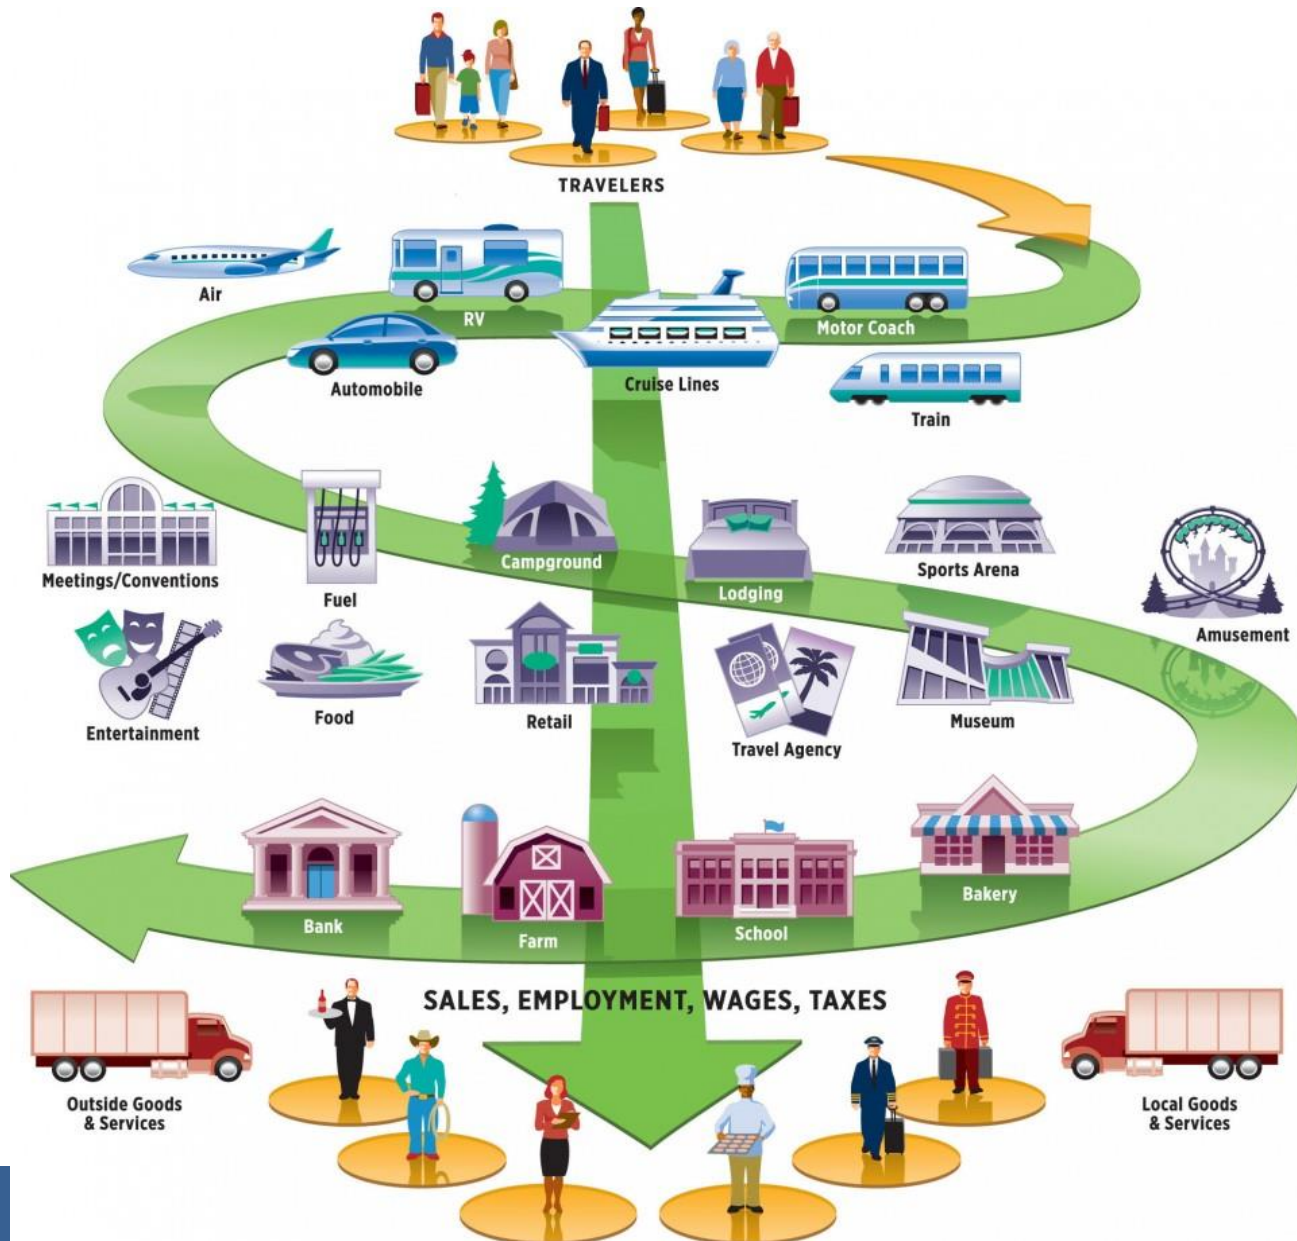 TRAVELERS
Air
RV
Motor Coach
Automobile
Cruise Lines
Train
Meetings/Conventions
Fuel
Campground
Lodging
Sports Arena
Amusement
Entertainment
Food
Retail
Travel Agency
Museum
Bank
Farm
School
Bakery
SALES, EMPLOYMENT, WAGES, TAXES
Outside Goods
& Services
Local Goods
& Services